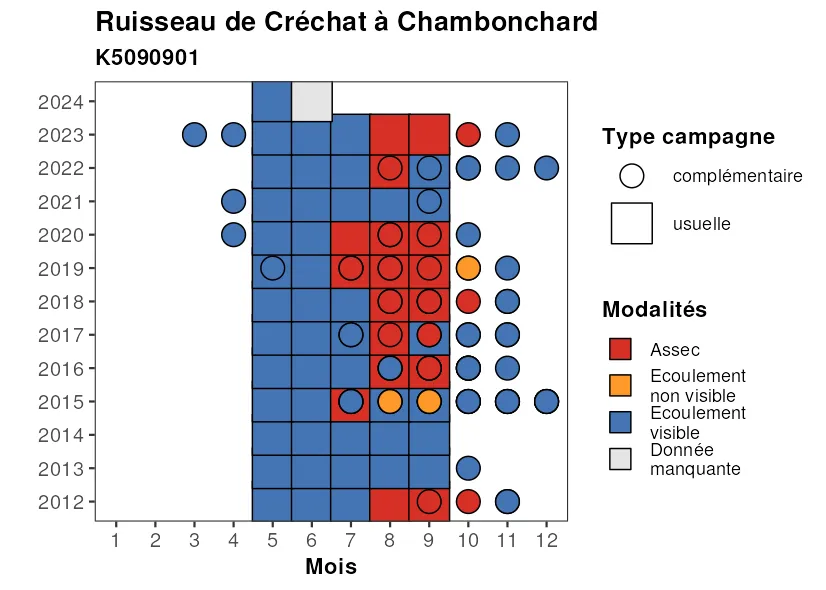 Ruisseau de Créchat à Chambonchard
K5090901
2024
2023
2022
2021
2020
2019
2018
2017
2016
2015
2014
2013
2012
1 2 3 4 5 6 7 8 9 10 11 12
Mois
Type campagne
complémentaire
usuelle
Modalités
Assec
Ecoulement
non visible
Ecoulement
visible
Donnée
manquante